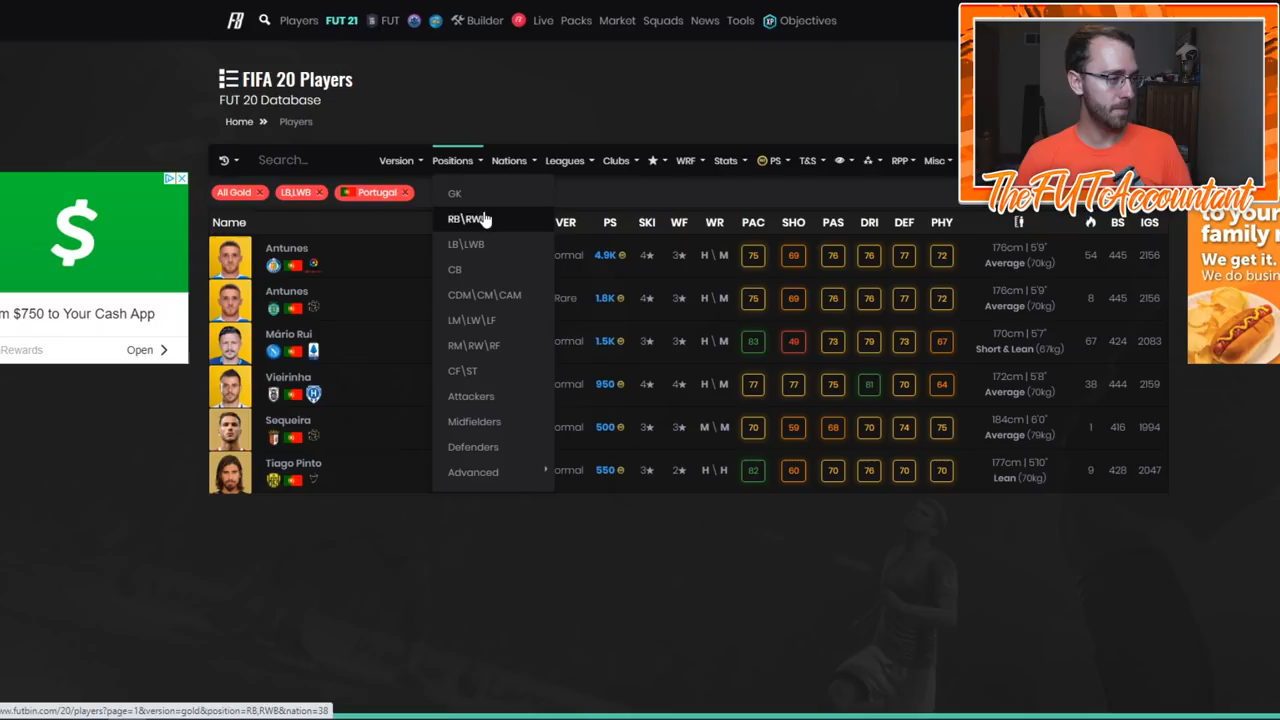 FB Players FUT 21 FUT Builder Live Packs Market Squads News Tools Objectives
FIFA 20 Players
FUT 20 Database
Home Players
Search... Version Positions Nations Leagues Clubs WRF Stats PS T&S RPP Misc
All Gold LB,LWB Portugal
GK
RB\RW
LB\LWB
CB
CDM\CM\CAM
LM\LW\LF
RM\RW\RF
CF\ST
Attackers
Midfielders
Defenders
Advanced
Name VER PS SKI WF WR PAC SHO PAS DRI DEF PHY BS IGS
Antunes ormal 4.9K 4★ 3★ H \ M 75 69 76 76 77 72 176cm | 5'9" Average (70kg) 54 445 2156
Antunes Rare 1.8K 4★ 3★ H \ M 75 69 76 76 77 72 176cm | 5'9" Average (70kg) 8 445 2156
Mário Rui ormal 1.5K 3★ 3★ H \ M 83 49 73 79 73 67 170cm | 5'7" Short & Lean (67kg) 67 424 2083
Vieirinha ormal 950 4★ 3★ H \ M 77 77 75 81 70 64 172cm | 5'8" Average (70kg) 38 444 2159
Sequeira ormal 500 3★ 3★ M \ M 70 59 68 70 74 75 184cm | 6'0" Average (79kg) 1 416 1994
Tiago Pinto ormal 550 3★ 2★ H \ H 82 60 70 76 70 70 177cm | 5'10" Lean (70kg) 9 428 2047
$
m $750 to Your Cash App
Rewards Open
TheFUTAccountant
to your
family r
We get it.
We do busin
w.futbin.com/20/players?page=1&version=gold&position=RB,RWB&nation=38